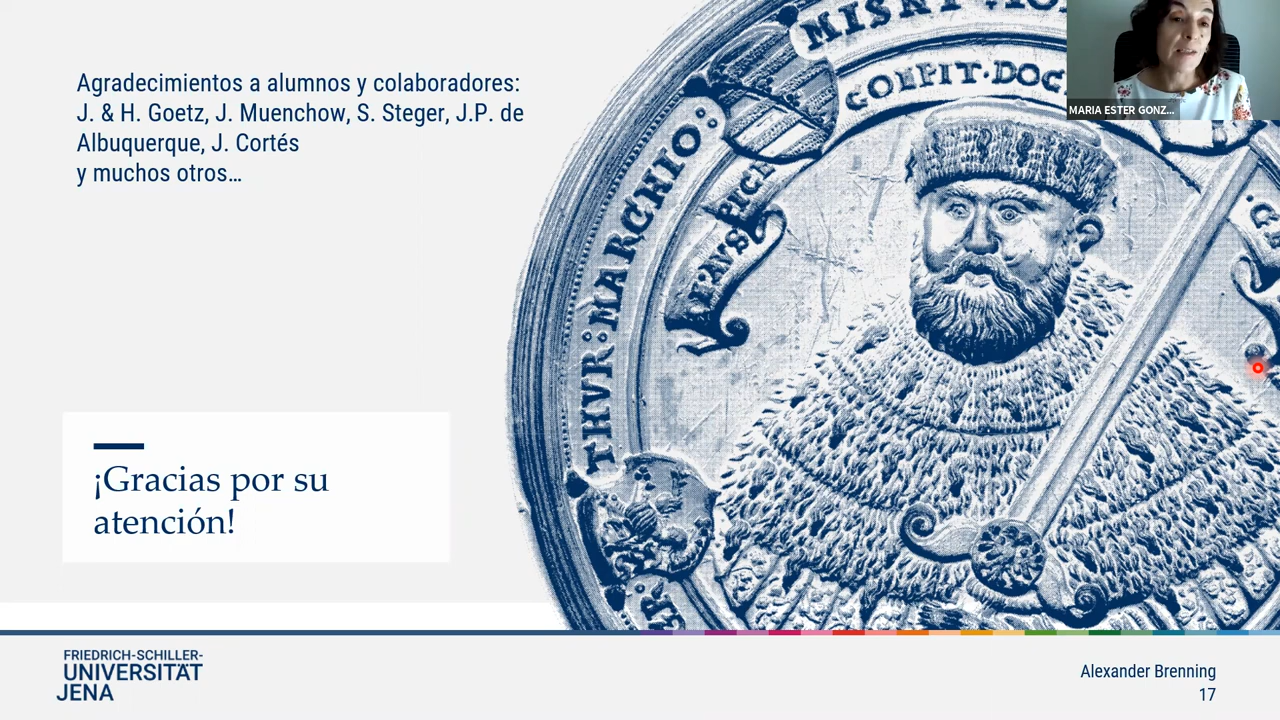 Agradecimientos a alumnos y colaboradores:
J. & H. Goetz, J. Muenchow, S. Steger, J.P. de
Albuquerque, J. Cortés
y muchos otros…
¡Gracias por su
atención!
THVR:MARCHIO:
COEPIT·DOC
MARIA ESTER GONZ...
FRIEDRICH-SCHILLER-
UNIVERSITÄT
JENA
Alexander Brenning
17